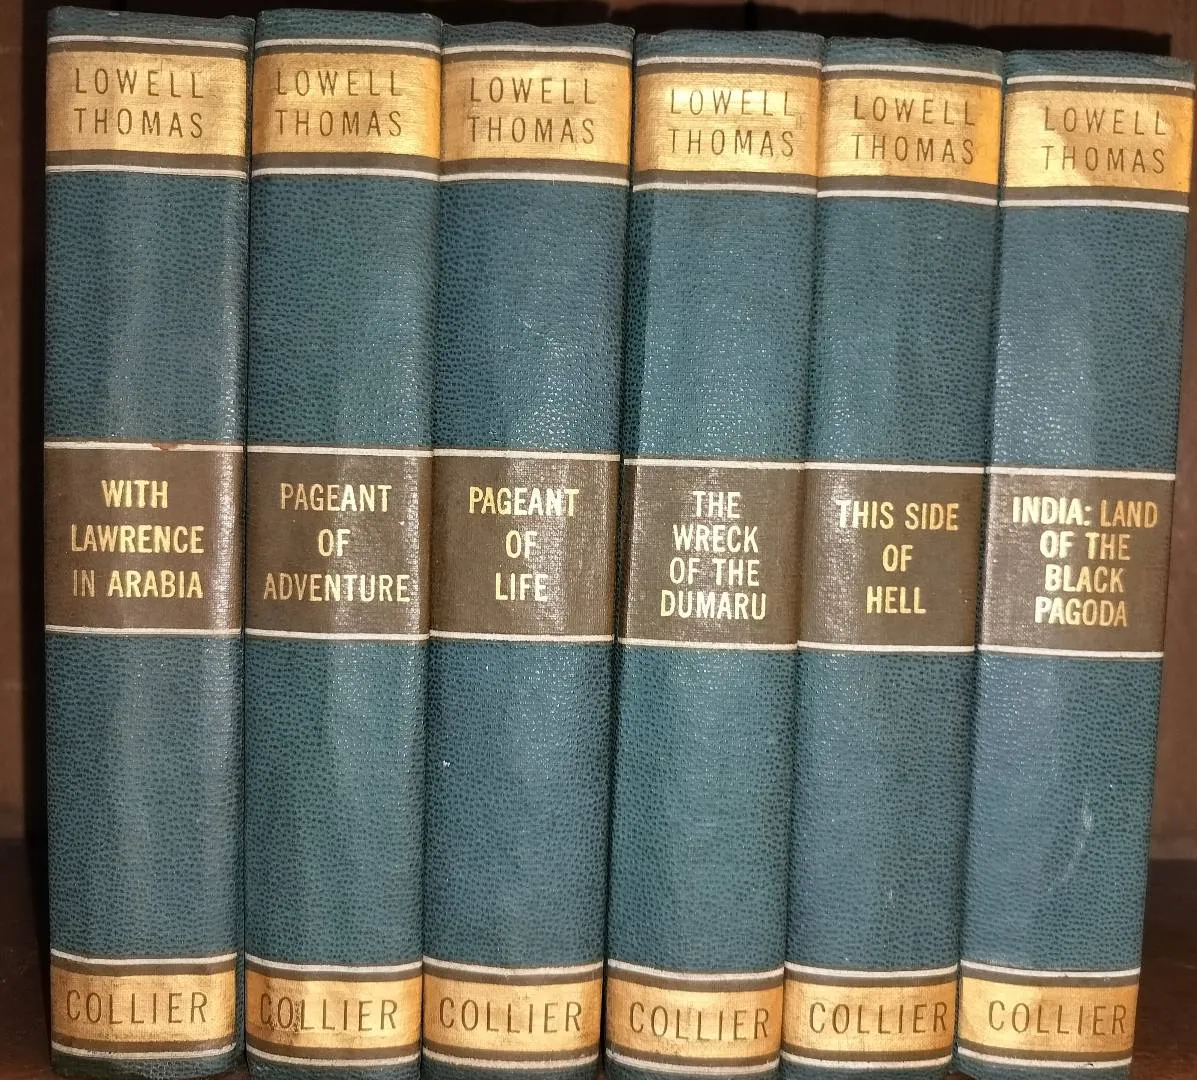 LOWELL
THOMAS
WITH
LAWRENCE
IN ARABIA
COLLIER
LOWELL
THOMAS
PAGEANT
OF
ADVENTURE
COLLIER
LOWELL
THOMAS
PAGEANT
OF
LIFE
COLLIER
LOWELL
THOMAS
THE
WRECK
OF THE
DUMARU
COLLIER
LOWELL
THOMAS
THIS SIDE
OF
HELL
COLLIER
LOWELL
THOMAS
INDIA: LAND
OF THE
BLACK
PAGODA
COLLIER